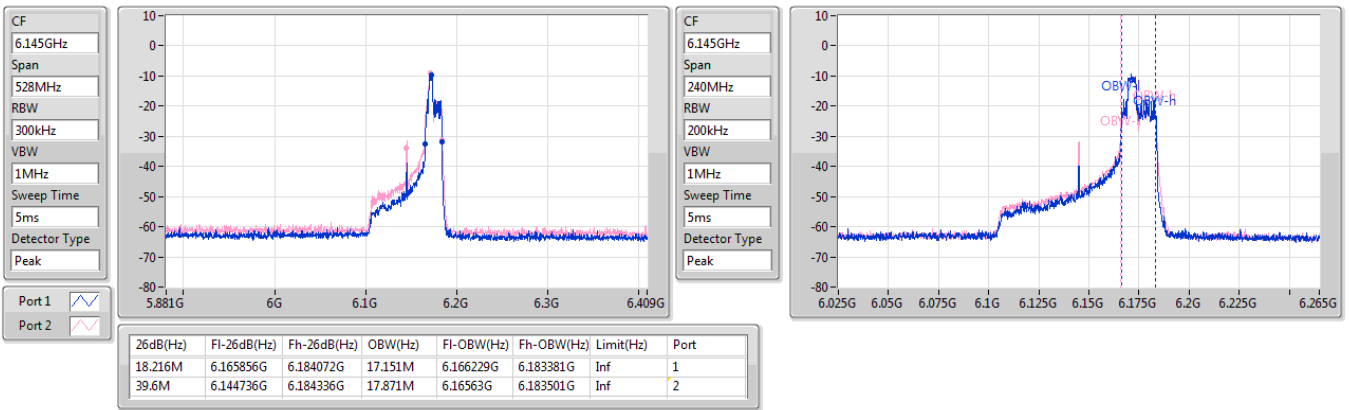 CF
6.145GHz
Span
528MHz
RBW
300kHz
VBW
1MHz
Sweep Time
5ms
Detector Type
Peak
Port 1
Port 2
10
0
-10
-20
-30
-40
-50
-60
-70
-80
5.881G 6G 6.1G 6.2G 6.3G 6.409G
CF
6.145GHz
Span
240MHz
RBW
200kHz
VBW
1MHz
Sweep Time
5ms
Detector Type
Peak
10
0
-10
-20
-30
-40
-50
-60
-70
-80
OBW-h
6.025G 6.05G 6.075G 6.1G 6.125G 6.15G 6.175G 6.2G 6.225G 6.265G
26dB(Hz) Fl-26dB(Hz) Fh-26dB(Hz) OBW(Hz) Fl-OBW(Hz) Fh-OBW(Hz) Limit(Hz) Port
18.216M 6.165856G 6.184072G 17.151M 6.166229G 6.183381G Inf 1
39.6M 6.144736G 6.184336G 17.871M 6.16563G 6.183501G Inf 2